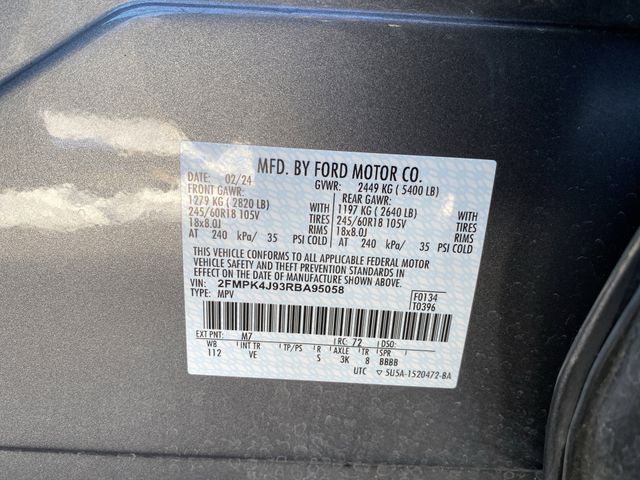 MFD. BY FORD MOTOR CO.
DATE: 02/24 GVWR: 2449 KG ( 5400 LB)
FRONT GAWR: REAR GAWR:
1279 KG ( 2820 LB) WITH 1197 KG ( 2640 LB) WITH
245/60R18 105V TIRES 245/60R18 105V TIRES
18x8.0J RIMS 18x8.0J RIMS
AT 240 kPa/ 35 PSI COLD AT 240 kPa/ 35 PSI COLD
THIS VEHICLE CONFORMS TO ALL APPLICABLE FEDERAL MOTOR
VEHICLE SAFETY AND THEFT PREVENTION STANDARDS IN
EFFECT ON THE DATE OF MANUFACTURE SHOWN ABOVE.
VIN: 2FMPK4J93RBA95058 F0134
TYPE: MPV T0396
EXT PNT: M7 RC: 72 DSO:
WB INT TR TP/PS R AXLE TR SPR
112 VE S 3K 8 BBBB
UTC ▽ 5U5A-1520472-BA